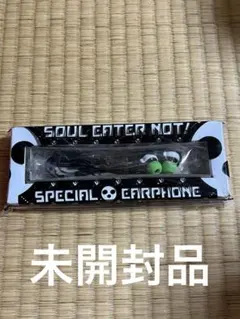 SOUL EATER NOT!
SPECIAL EARPHONE
未開封品